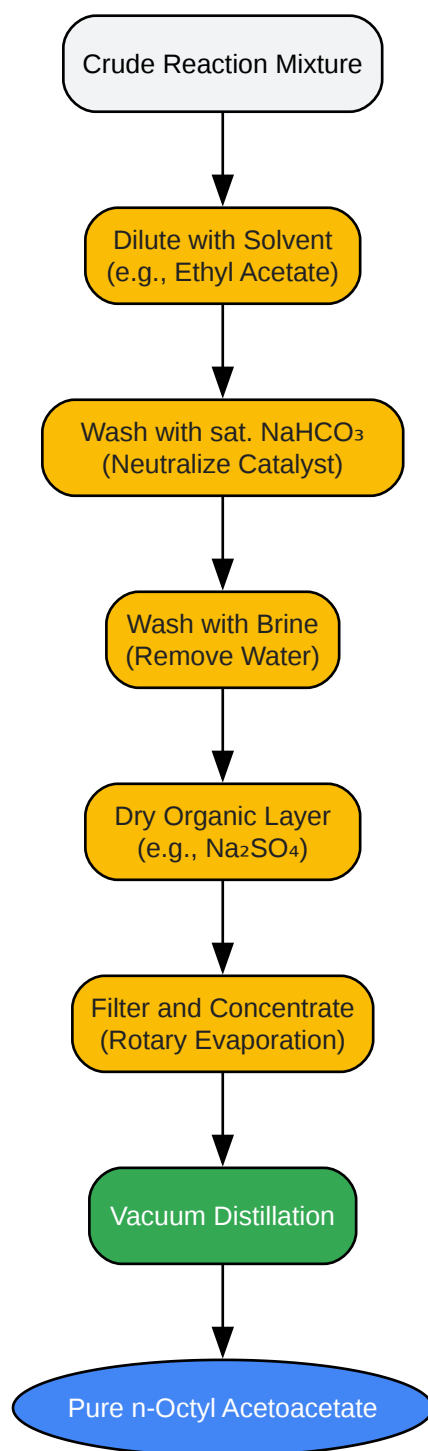 Crude Reaction Mixture
Dilute with Solvent
(e.g., Ethyl Acetate)
Wash with sat. NaHCO₃
(Neutralize Catalyst)
Wash with Brine
(Remove Water)
Dry Organic Layer
(e.g., Na₂SO₄)
Filter and Concentrate
(Rotary Evaporation)
Vacuum Distillation
Pure n-Octyl Acetoacetate